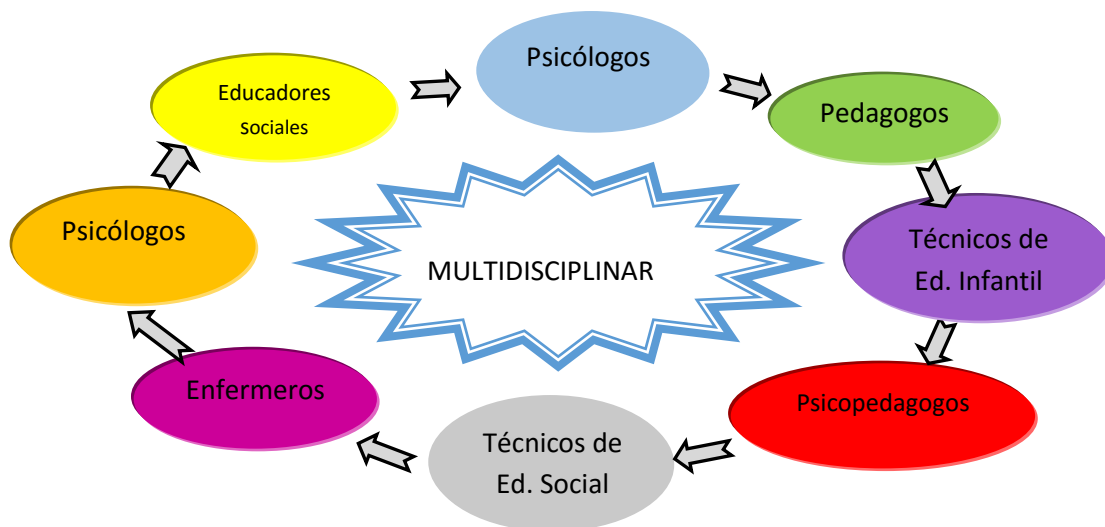 Psicólogos
Pedagogos
Técnicos de
Ed. Infantil
Psicopedagogos
Técnicos de
Ed. Social
Enfermeros
Psicólogos
Educadores
sociales
MULTIDISCIPLINAR